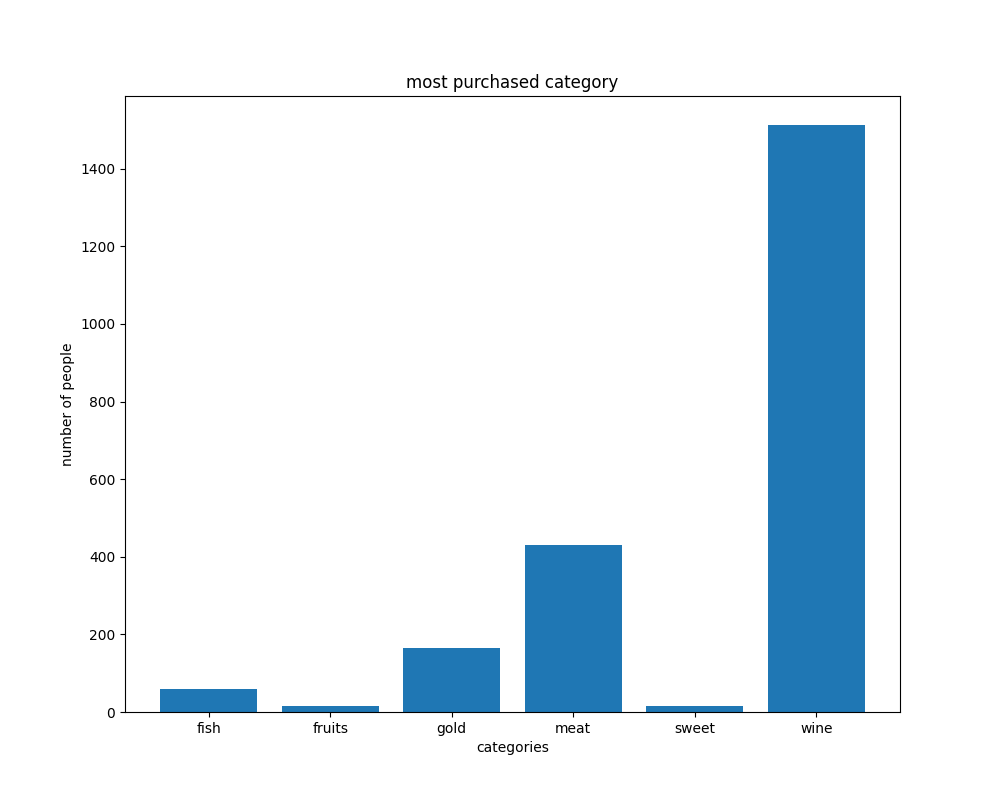 most purchased category
1400
1200
1000
800
600
400
200
0
number of people
fish fruits gold meat sweet wine
categories